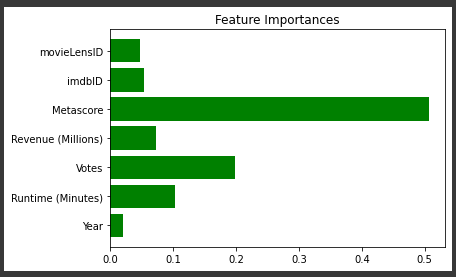 Feature Importances
movieLensID
imdbID
Metascore
Revenue (Millions)
Votes
Runtime (Minutes)
Year
0.0 0.1 0.2 0.3 0.4 0.5